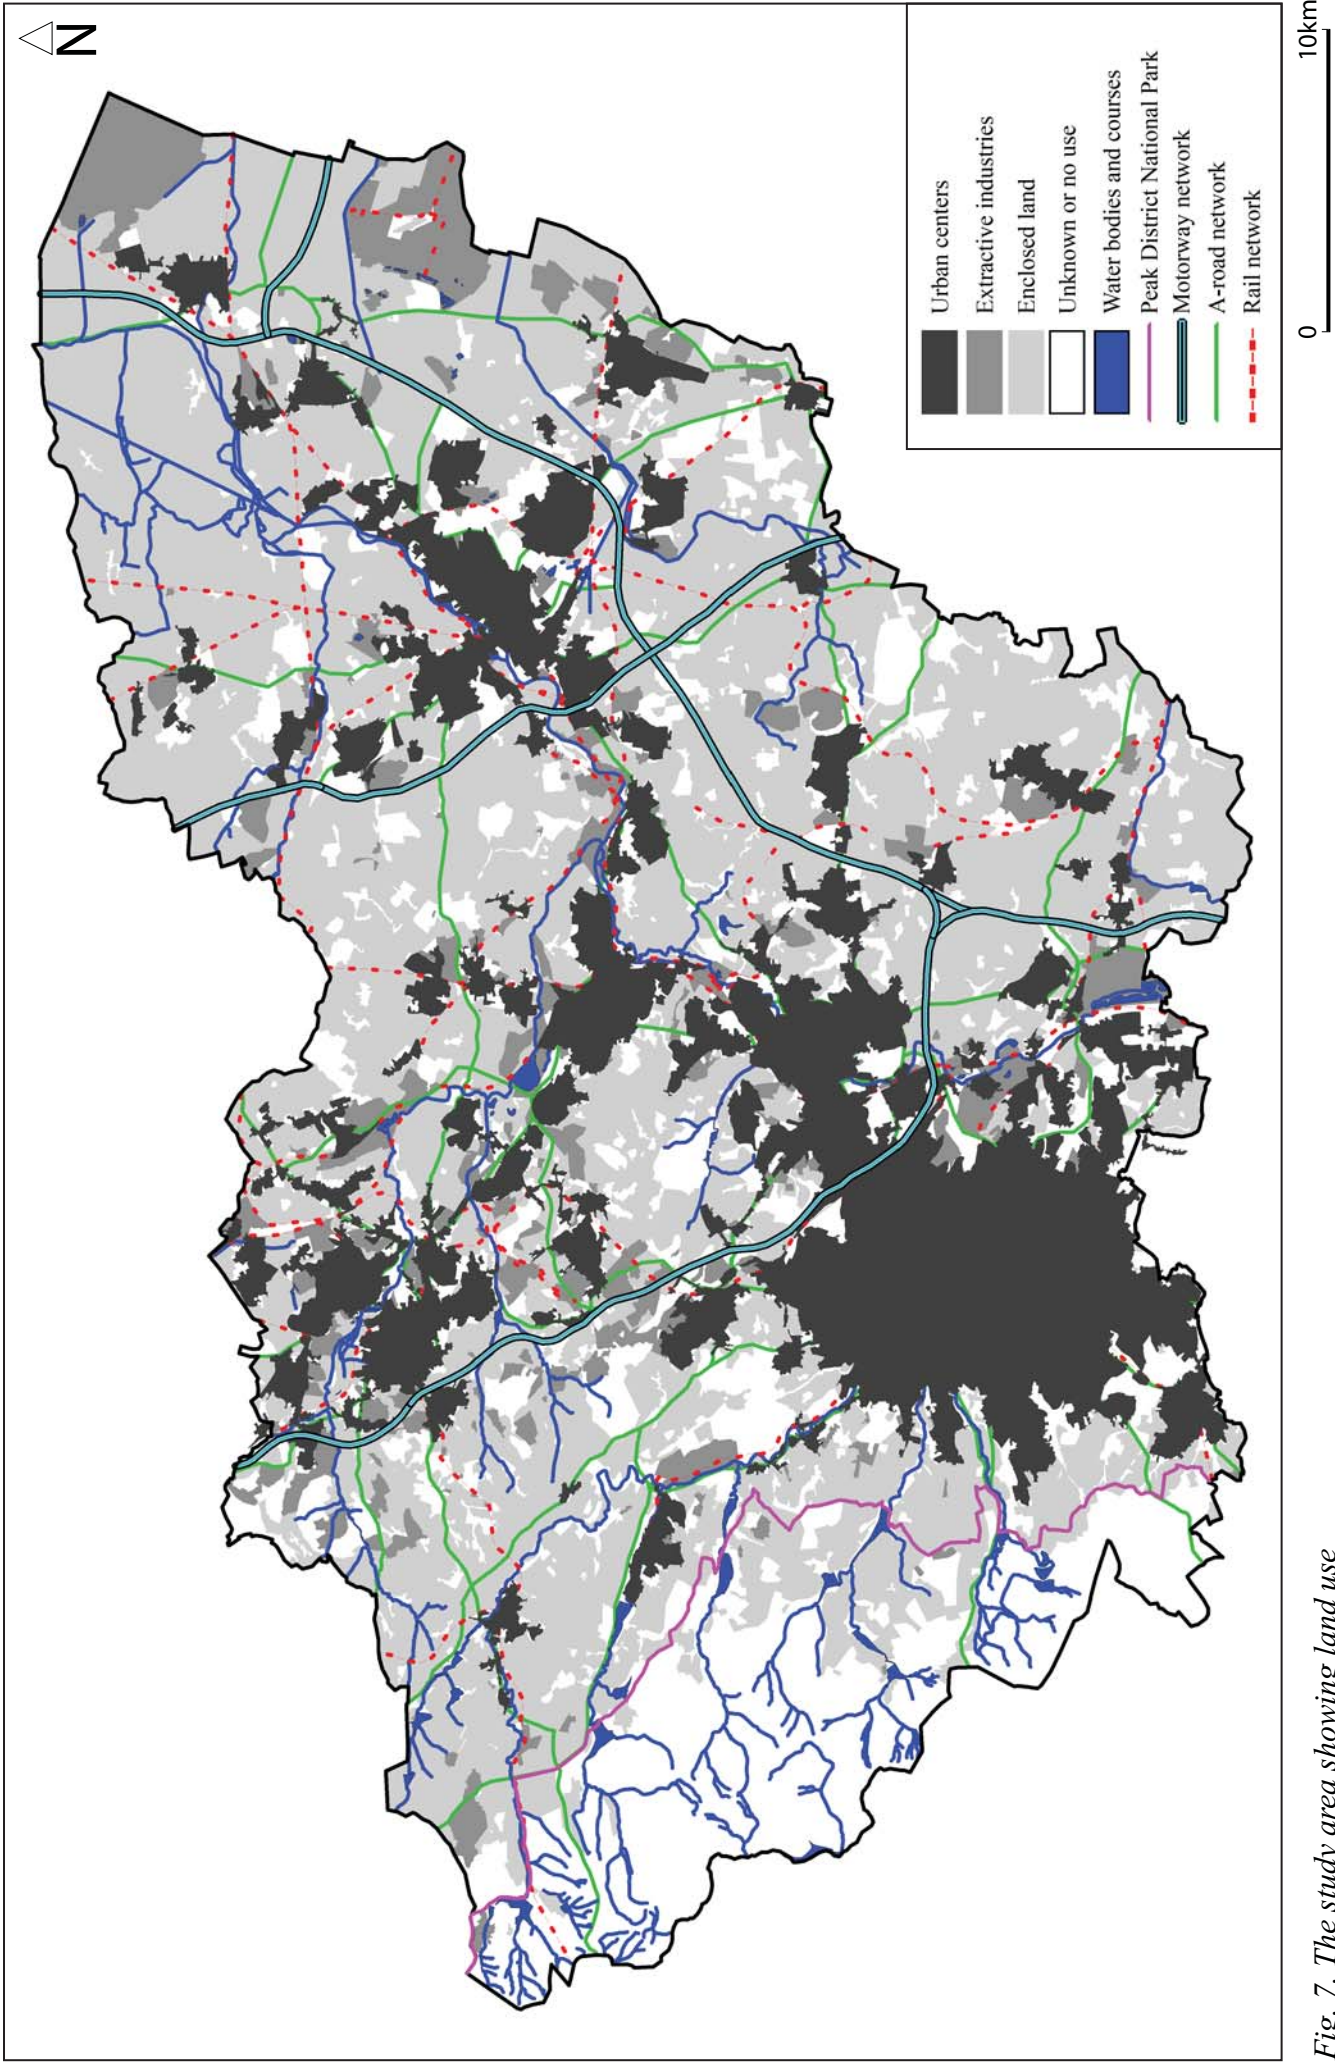 N
Urban centers
Extractive industries
Enclosed land
Unknown or no use
Water bodies and courses
Peak District National Park
Motorway network
A-road network
Rail network
0 10km
Fig. 7. The study area showing land use